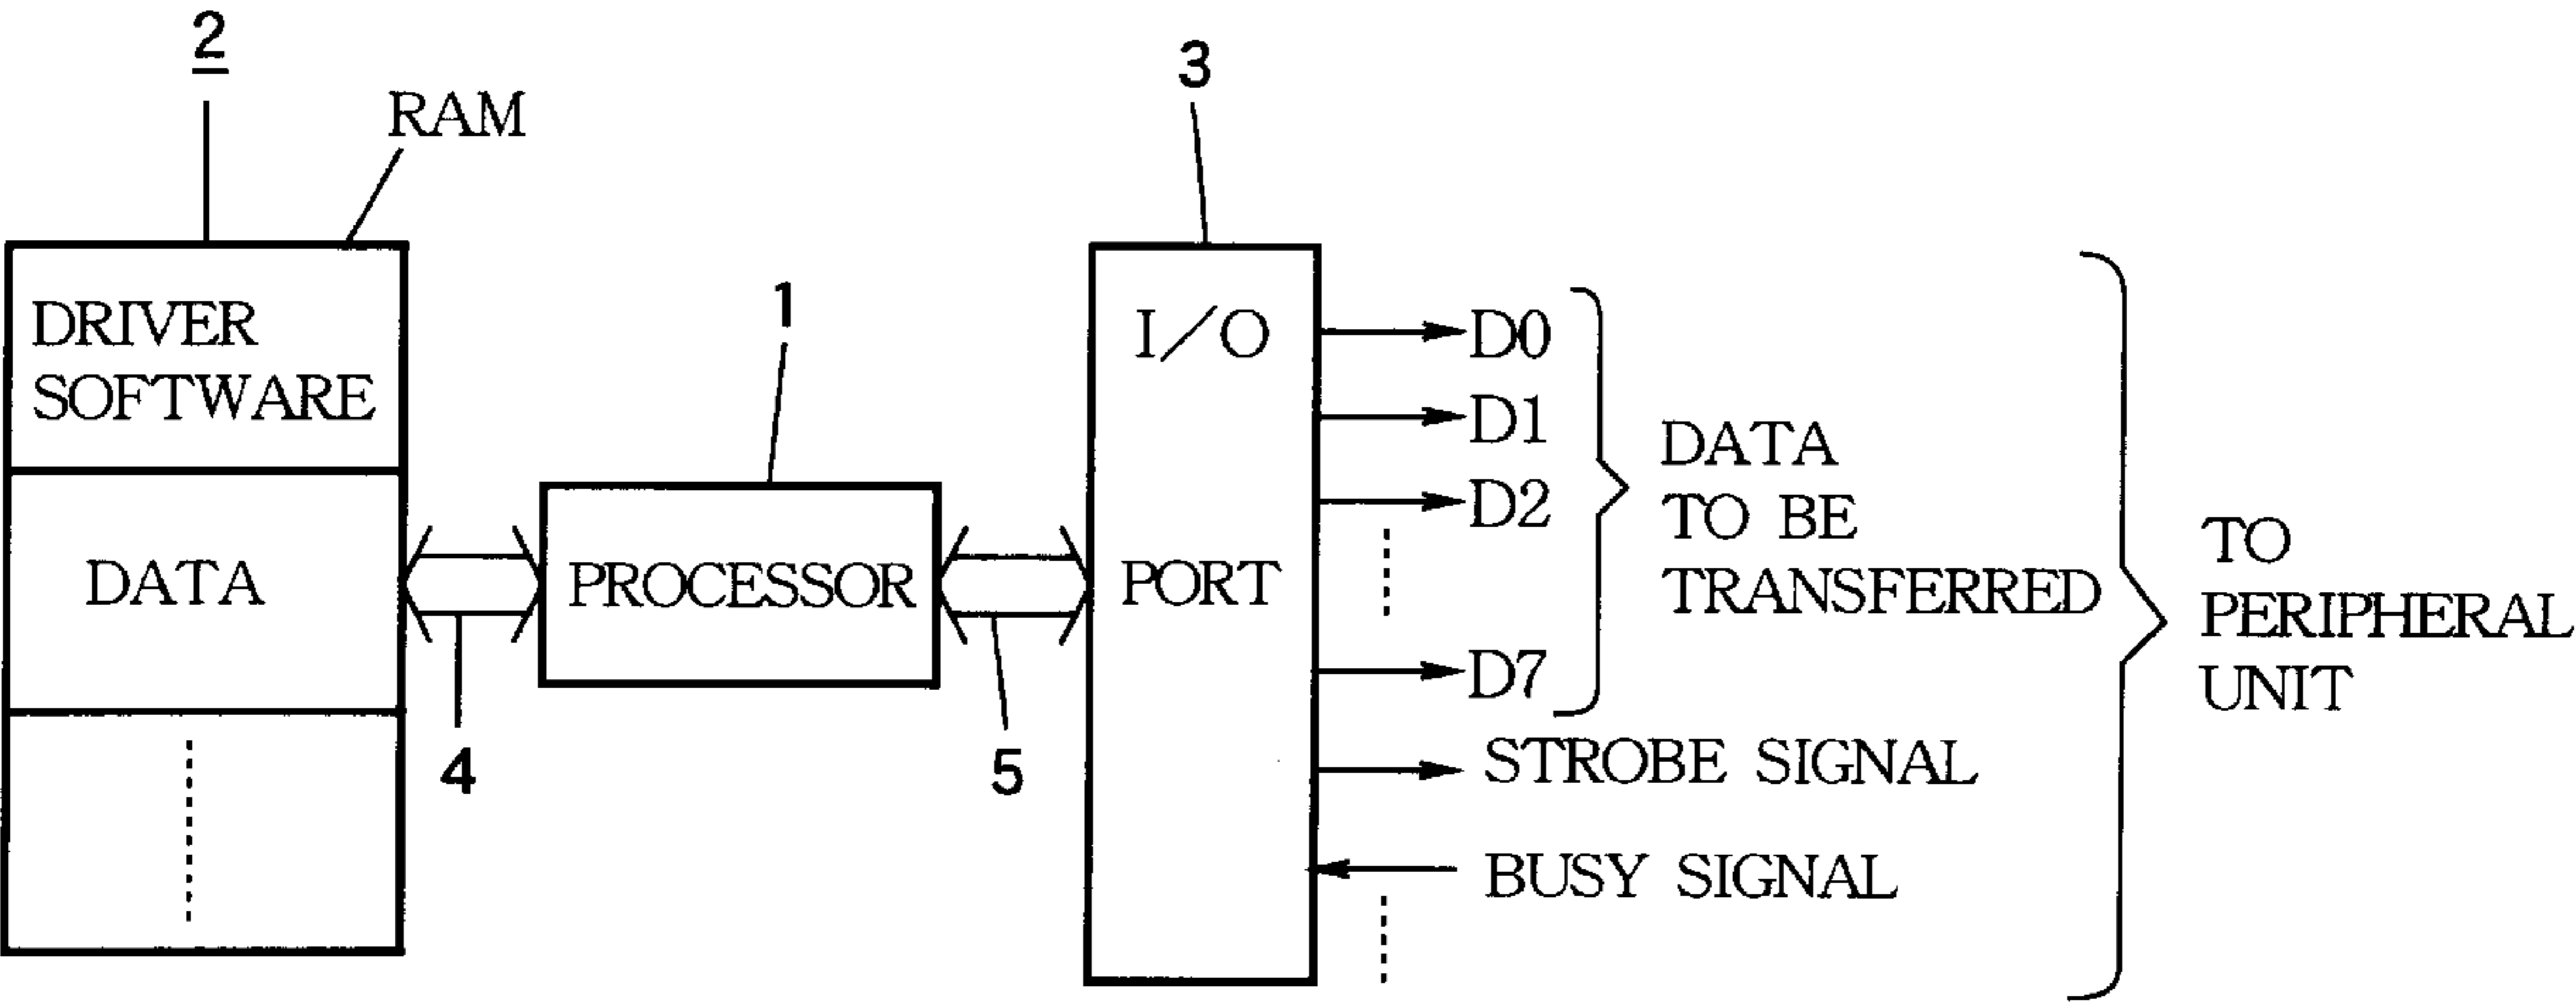 2
RAM
3
DRIVER
SOFTWARE
1
I/O
D0
D1
D2
D7
DATA
TO BE
TRANSFERRED
TO
PERIPHERAL
UNIT
DATA
PROCESSOR
PORT
4
5
STROBE SIGNAL
BUSY SIGNAL